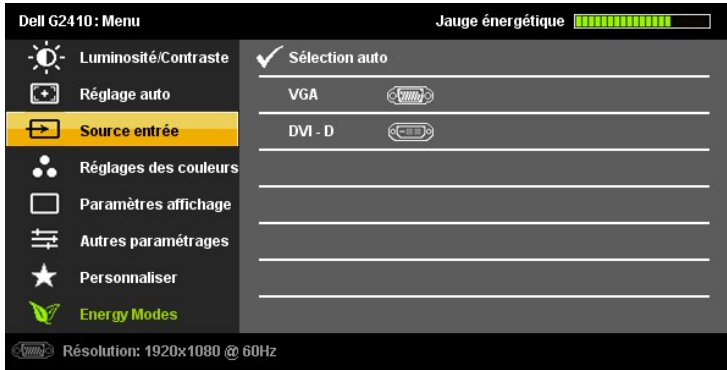 Dell G2410 : Menu
Jauge énergétique
Luminosité/Contraste
Sélection auto
Réglage auto
VGA
Source entrée
DVI - D
Réglages des couleurs
Paramètres affichage
Autres paramétrages
Personnaliser
Energy Modes
Résolution: 1920x1080 @ 60Hz